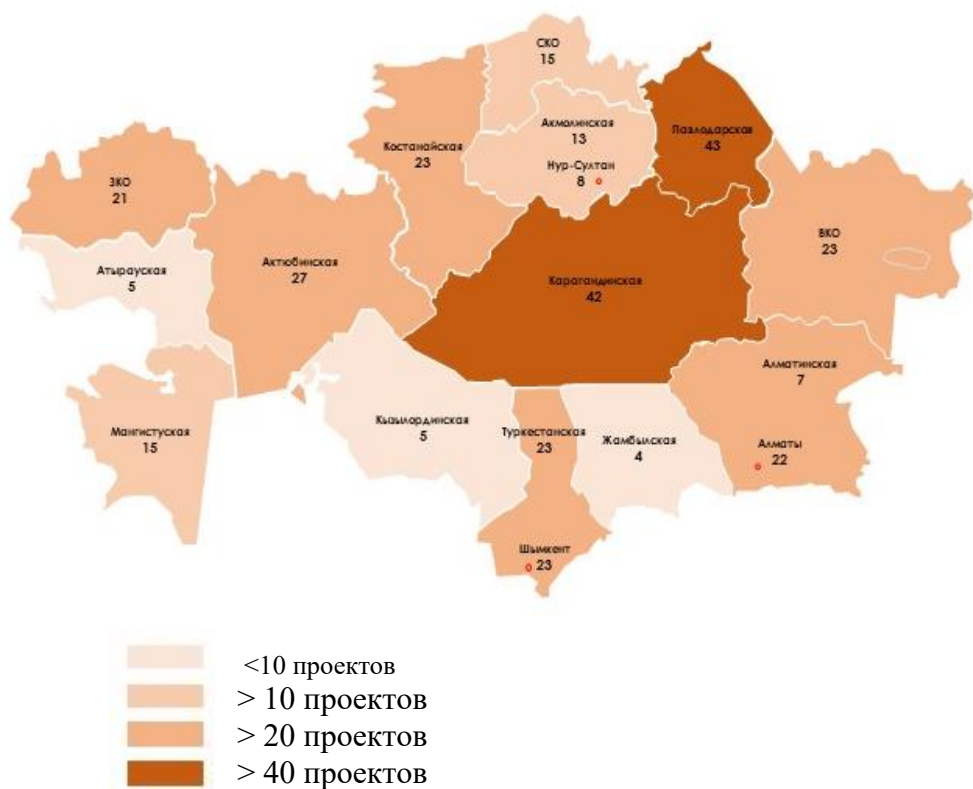 СКО
15
Акмолинская
13
Нур-Султан
8
Павлодарская
43
Костанайская
23
ЗКО
21
Атырауская
5
Актюбинская
27
Карагандинская
42
ВКО
23
Мангистуская
15
Кызылординская
5
Туркестанская
23
Жамбылская
4
Алматинская
7
Алматы
22
Шымкент
23
<10 проектов
> 10 проектов
> 20 проектов
> 40 проектов